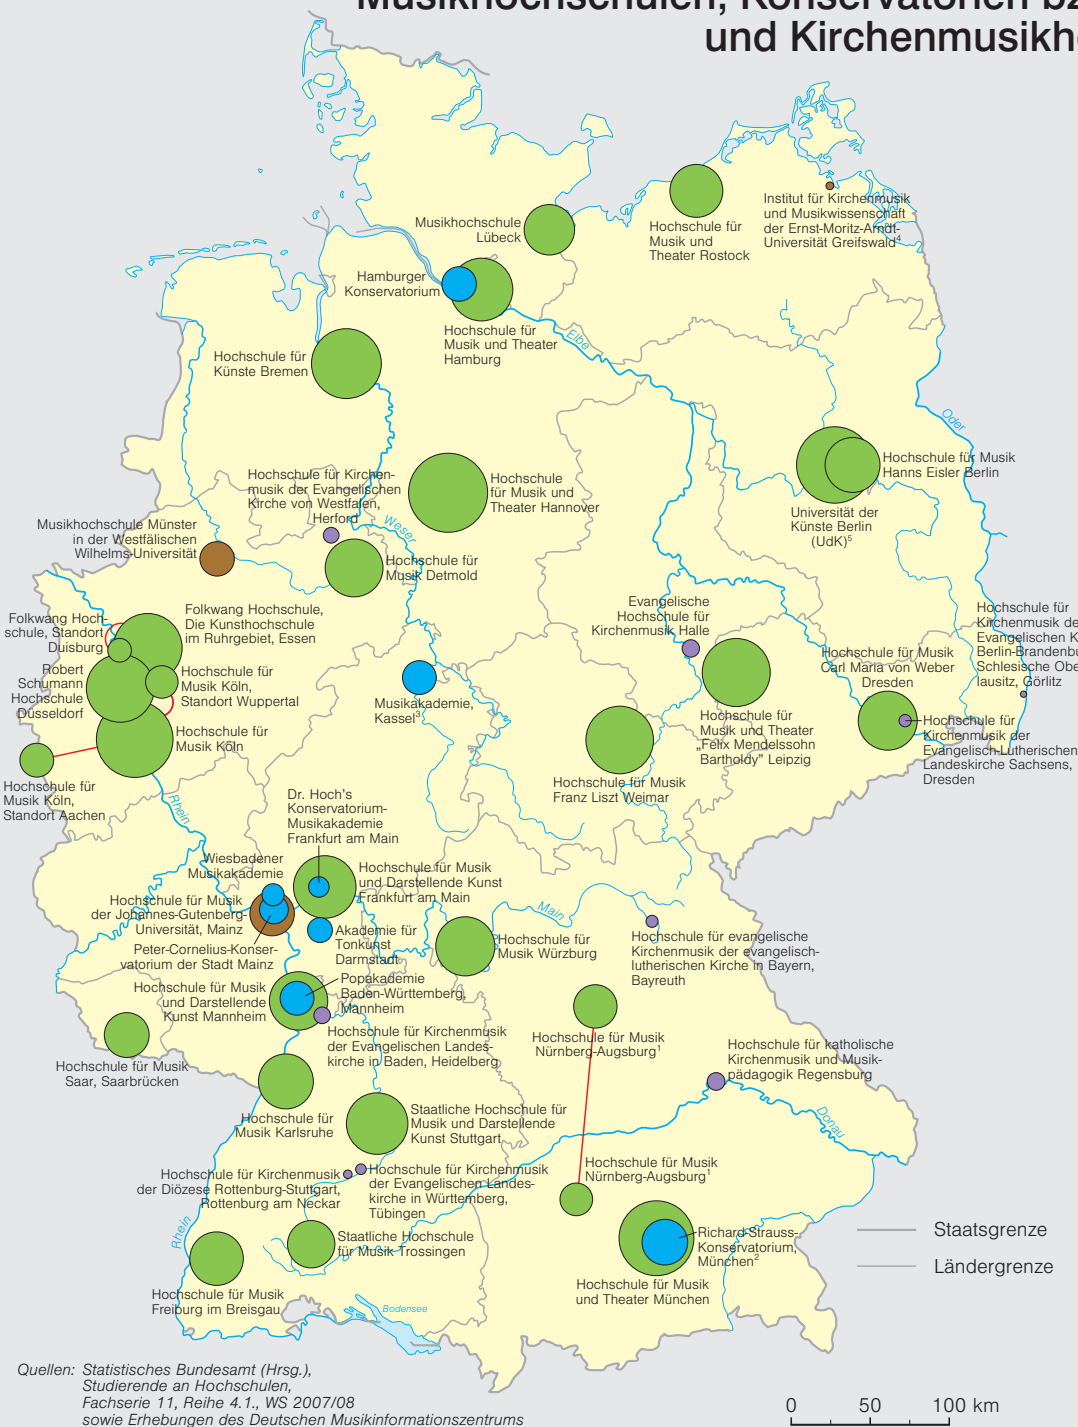 Musikhochschulen, Konservatorien bz
und Kirchenmusikh
Institut für Kirchenmusik
und Musikwissenschaft
der Ernst-Moritz-Arndt-
Universität Greifswald⁴
Hochschule für
Musik und
Theater Rostock
Musikhochschule
Lübeck
Hamburger
Konservatorium
Hochschule für
Musik und Theater
Hamburg
Elbe
Hochschule für
Künste Bremen
Oder
Hochschule für Musik
Hanns Eisler Berlin
Universität der
Künste Berlin
(UdK)⁵
Hochschule für Kirchen-
musik der Evangelischen
Kirche von Westfalen,
Herford
Hochschule
für Musik und
Theater Hannover
Weser
Musikhochschule Münster
in der Westfälischen
Wilhelms-Universität
Hochschule für
Musik Detmold
Folkwang Hoch-
schule, Standort
Duisburg
Folkwang Hochschule,
Die Kunsthochschule
im Ruhrgebiet, Essen
Robert
Schumann
Hochschule
Düsseldorf
Hochschule für
Musik Köln,
Standort Wuppertal
Hochschule für
Musik Köln
Hochschule für
Musik Köln,
Standort Aachen
Musikakademie,
Kassel³
Evangelische
Hochschule für
Kirchenmusik Halle
Hochschule für
Musik und Theater
„Felix Mendelssohn
Bartholdy” Leipzig
Hochschule für Musik
Carl Maria von Weber
Dresden
Hochschule für
Kirchenmusik de
Evangelischen K
Berlin-Brandenbu
Schlesische Obe
lausitz, Görlitz
Hochschule für
Kirchenmusik der
Evangelisch-Lutherischen
Landeskirche Sachsens,
Dresden
Hochschule für Musik
Franz Liszt Weimar
Rhein
Dr. Hoch's
Konservatorium-
Musikakademie
Frankfurt am Main
Wiesbadener
Musikakademie
Hochschule für Musik
und Darstellende Kunst
Frankfurt am Main
Hochschule für Musik
der Johannes-Gutenberg-
Universität, Mainz
Peter-Cornelius-Konser-
vatorium der Stadt Mainz
Akademie für
Tonkunst
Darmstadt
Main
Hochschule für
Musik Würzburg
Hochschule für evangelische
Kirchenmusik der evangelisch-
lutherischen Kirche in Bayern,
Bayreuth
Hochschule für Musik
und Darstellende
Kunst Mannheim
Popakademie
Baden-Württemberg,
Mannheim
Hochschule für Kirchenmusik
der Evangelischen Landes-
kirche in Baden, Heidelberg
Hochschule für Musik
Nürnberg-Augsburg¹
Hochschule für Musik
Saar, Saarbrücken
Hochschule für katholische
Kirchenmusik und Musik-
pädagogik Regensburg
Donau
Hochschule für
Musik Karlsruhe
Staatliche Hochschule für
Musik und Darstellende
Kunst Stuttgart
Hochschule für Kirchenmusik
der Diözese Rottenburg-Stuttgart,
Rottenburg am Neckar
Hochschule für Kirchenmusik
der Evangelischen Landes-
kirche in Württemberg,
Tübingen
Hochschule für Musik
Nürnberg-Augsburg¹
Rhein
Staatliche Hochschule
für Musik Trossingen
Richard-Strauss-
Konservatorium,
München²
Hochschule für Musik
und Theater München
Hochschule für Musik
Freiburg im Breisgau
Bodensee
Staatsgrenze
Ländergrenze
Quellen: Statistisches Bundesamt (Hrsg.),
Studierende an Hochschulen,
Fachserie 11, Reihe 4.1., WS 2007/08
sowie Erhebungen des Deutschen Musikinformationszentrums
0 50 100 km